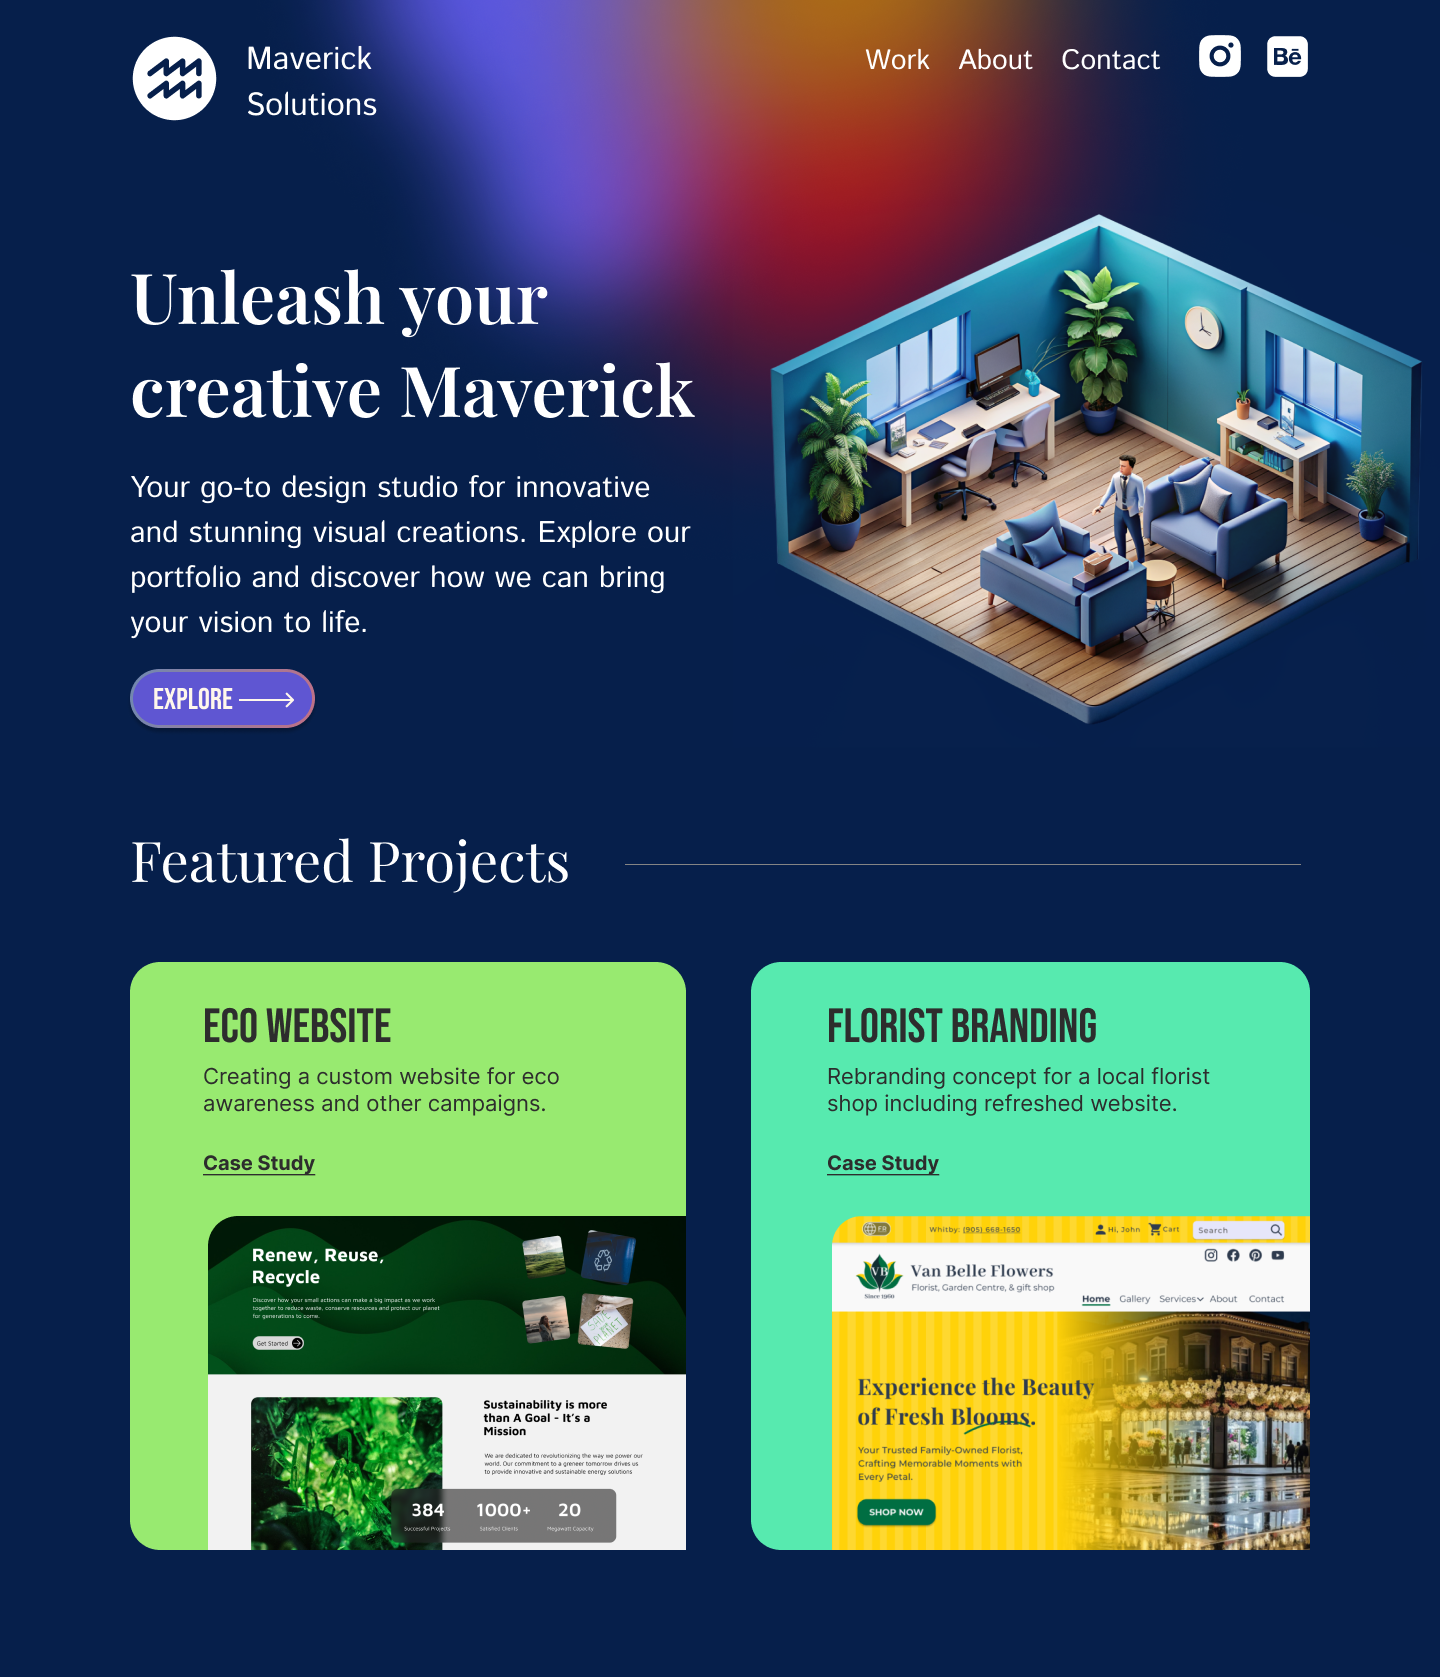 Maverick
Solutions
Work About Contact
Bē
Unleash your
creative Maverick
Your go-to design studio for innovative
and stunning visual creations. Explore our
portfolio and discover how we can bring
your vision to life.
EXPLORE
Featured Projects
ECO WEBSITE
Creating a custom website for eco
awareness and other campaigns.
Case Study
Renew, Reuse,
Recycle
Discover how your small actions can make a big impact as we work
together to reduce waste, conserve resources and protect our planet
for generations to come.
Get Started
Sustainability is more
than A Goal - It's a
Mission
We are dedicated to revolutionizing the way we power our
world. Our commitment to a greneer tomorrow drives us
to provide innovative and sustainable energy solutions
384 1000+ 20
Successful Projects Satisfied Clients Megawatt Capacity
FLORIST BRANDING
Rebranding concept for a local florist
shop including refreshed website.
Case Study
FR
Whitby: (905) 668-1650
Hi, John
Cart
Search
VB
Since 1960
Van Belle Flowers
Florist, Garden Centre, & gift shop
Home Gallery Services About Contact
Experience the Beauty
of Fresh Blooms.
Your Trusted Family-Owned Florist,
Crafting Memorable Moments with
Every Petal.
SHOP NOW